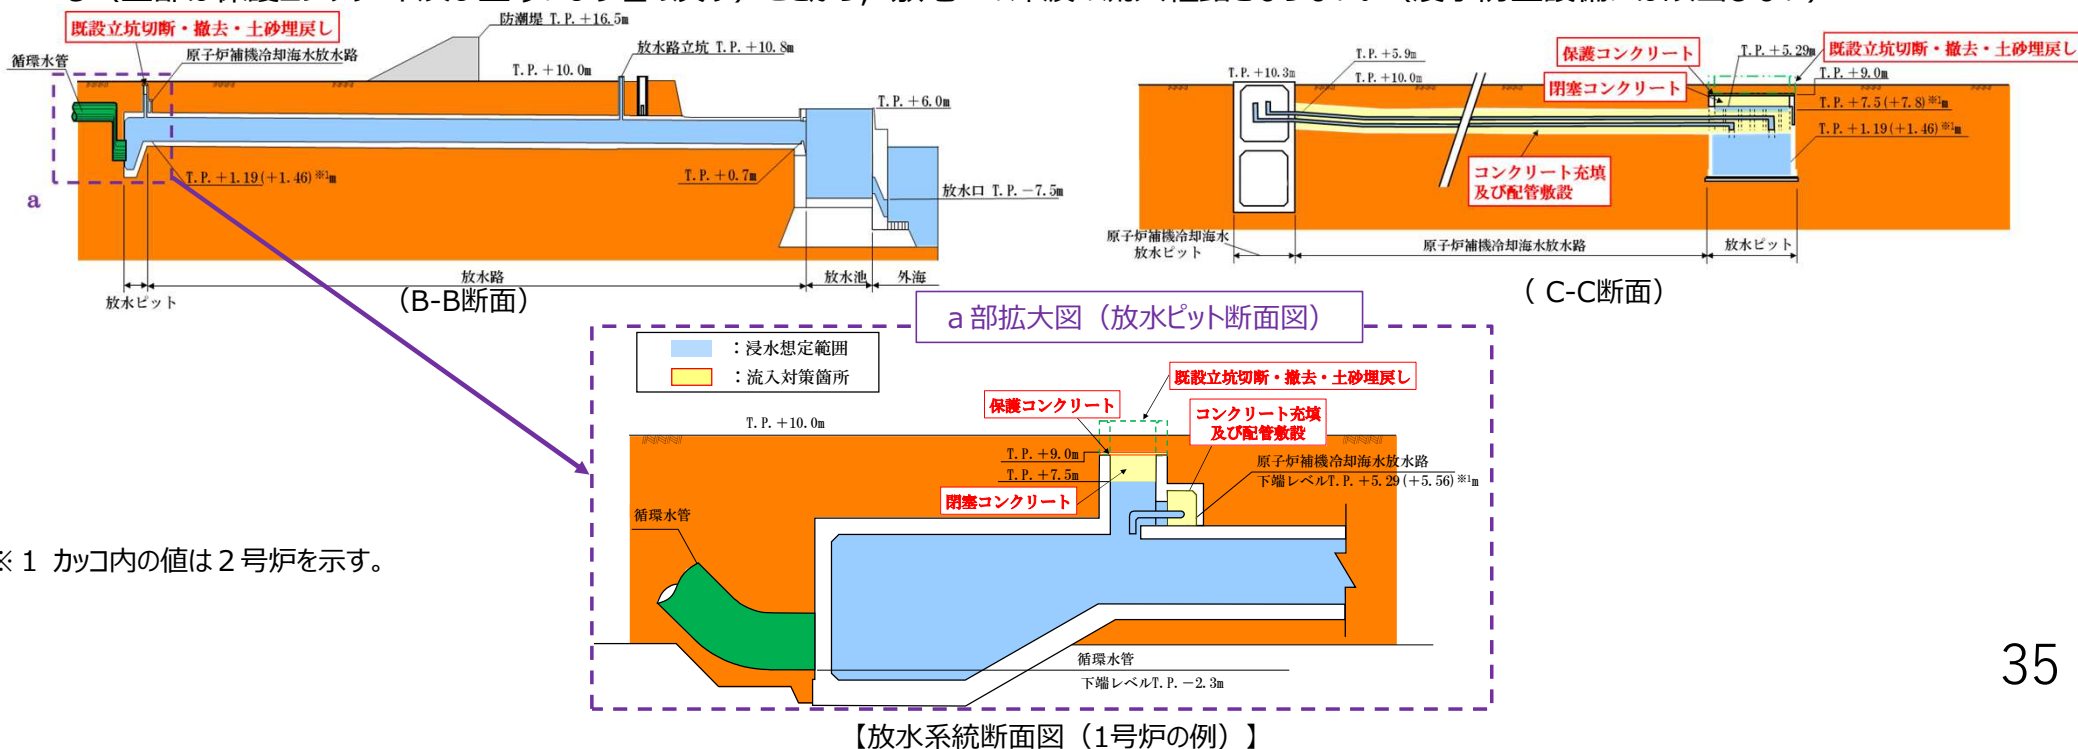 既設立坑切断・撤去・土砂埋戻し
防潮堤 T.P.+16.5m
循環水管
原子炉補機冷却海水放水路
T.P.+10.0m
放水路立坑 T.P.+10.8m
T.P.+6.0m
a
T.P.+1.19(+1.46)※1m
T.P.+0.7m
放水口 T.P.-7.5m
放水ピット
放水路
放水池
外海
（B-B断面）
保護コンクリート
T.P.+5.29m
既設立坑切断・撤去・土砂埋戻し
T.P.+5.9m
T.P.+10.3m
T.P.+10.0m
閉塞コンクリート
T.P.+9.0m
T.P.+7.5(+7.8)※1m
T.P.+1.19(+1.46)※1m
コンクリート充填
及び配管敷設
原子炉補機冷却海水
放水ピット
原子炉補機冷却海水放水路
放水ピット
（ C-C断面）
a部拡大図（放水ピット断面図）
：浸水想定範囲
：流入対策箇所
既設立坑切断・撤去・土砂埋戻し
保護コンクリート
コンクリート充填
及び配管敷設
T.P.+10.0m
T.P.+9.0m
T.P.+7.5m
原子炉補機冷却海水放水路
下端レベルT.P.+5.29(+5.56)※1m
閉塞コンクリート
循環水管
循環水管
下端レベルT.P.-2.3m
※１ カッコ内の値は２号炉を示す。
35
【放水系統断面図（1号炉の例）】